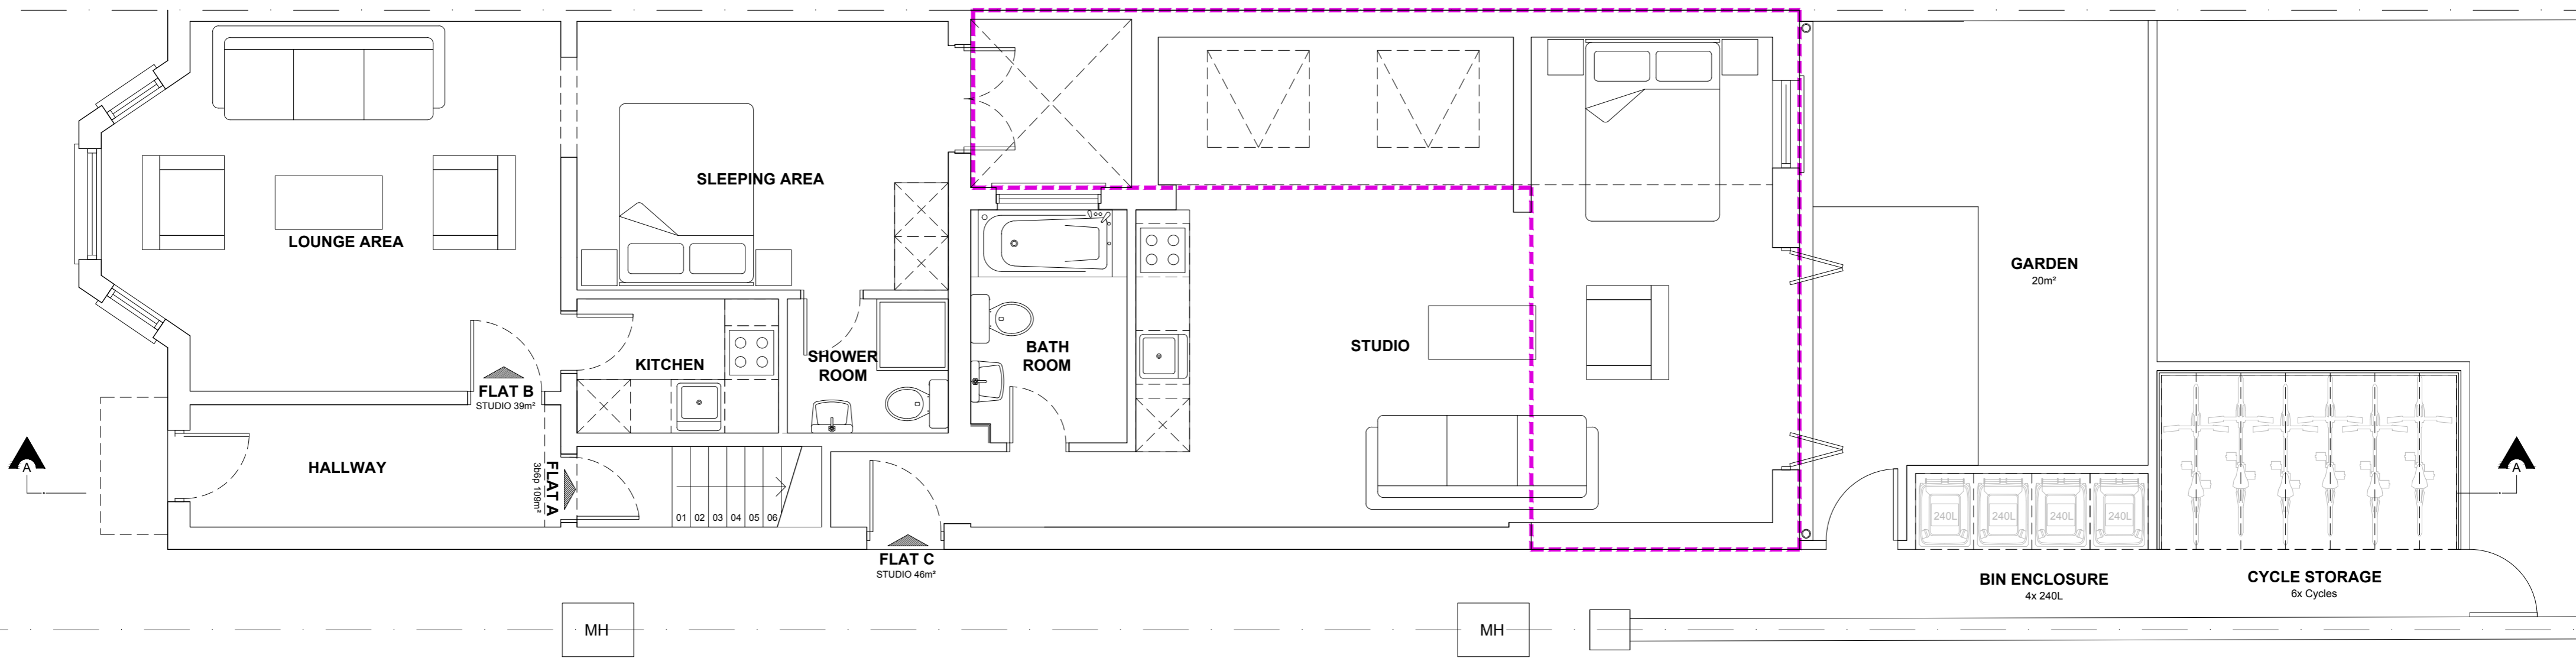 SLEEPING AREA
LOUNGE AREA
GARDEN
20m²
KITCHEN
SHOWER
ROOM
BATH
ROOM
STUDIO
FLAT B
STUDIO 39m²
HALLWAY
FLAT A
3b6p 109m²
01 02 03 04 05 06
A
A
240L 240L 240L 240L
FLAT C
STUDIO 46m²
BIN ENCLOSURE
4x 240L
CYCLE STORAGE
6x Cycles
MH
MH